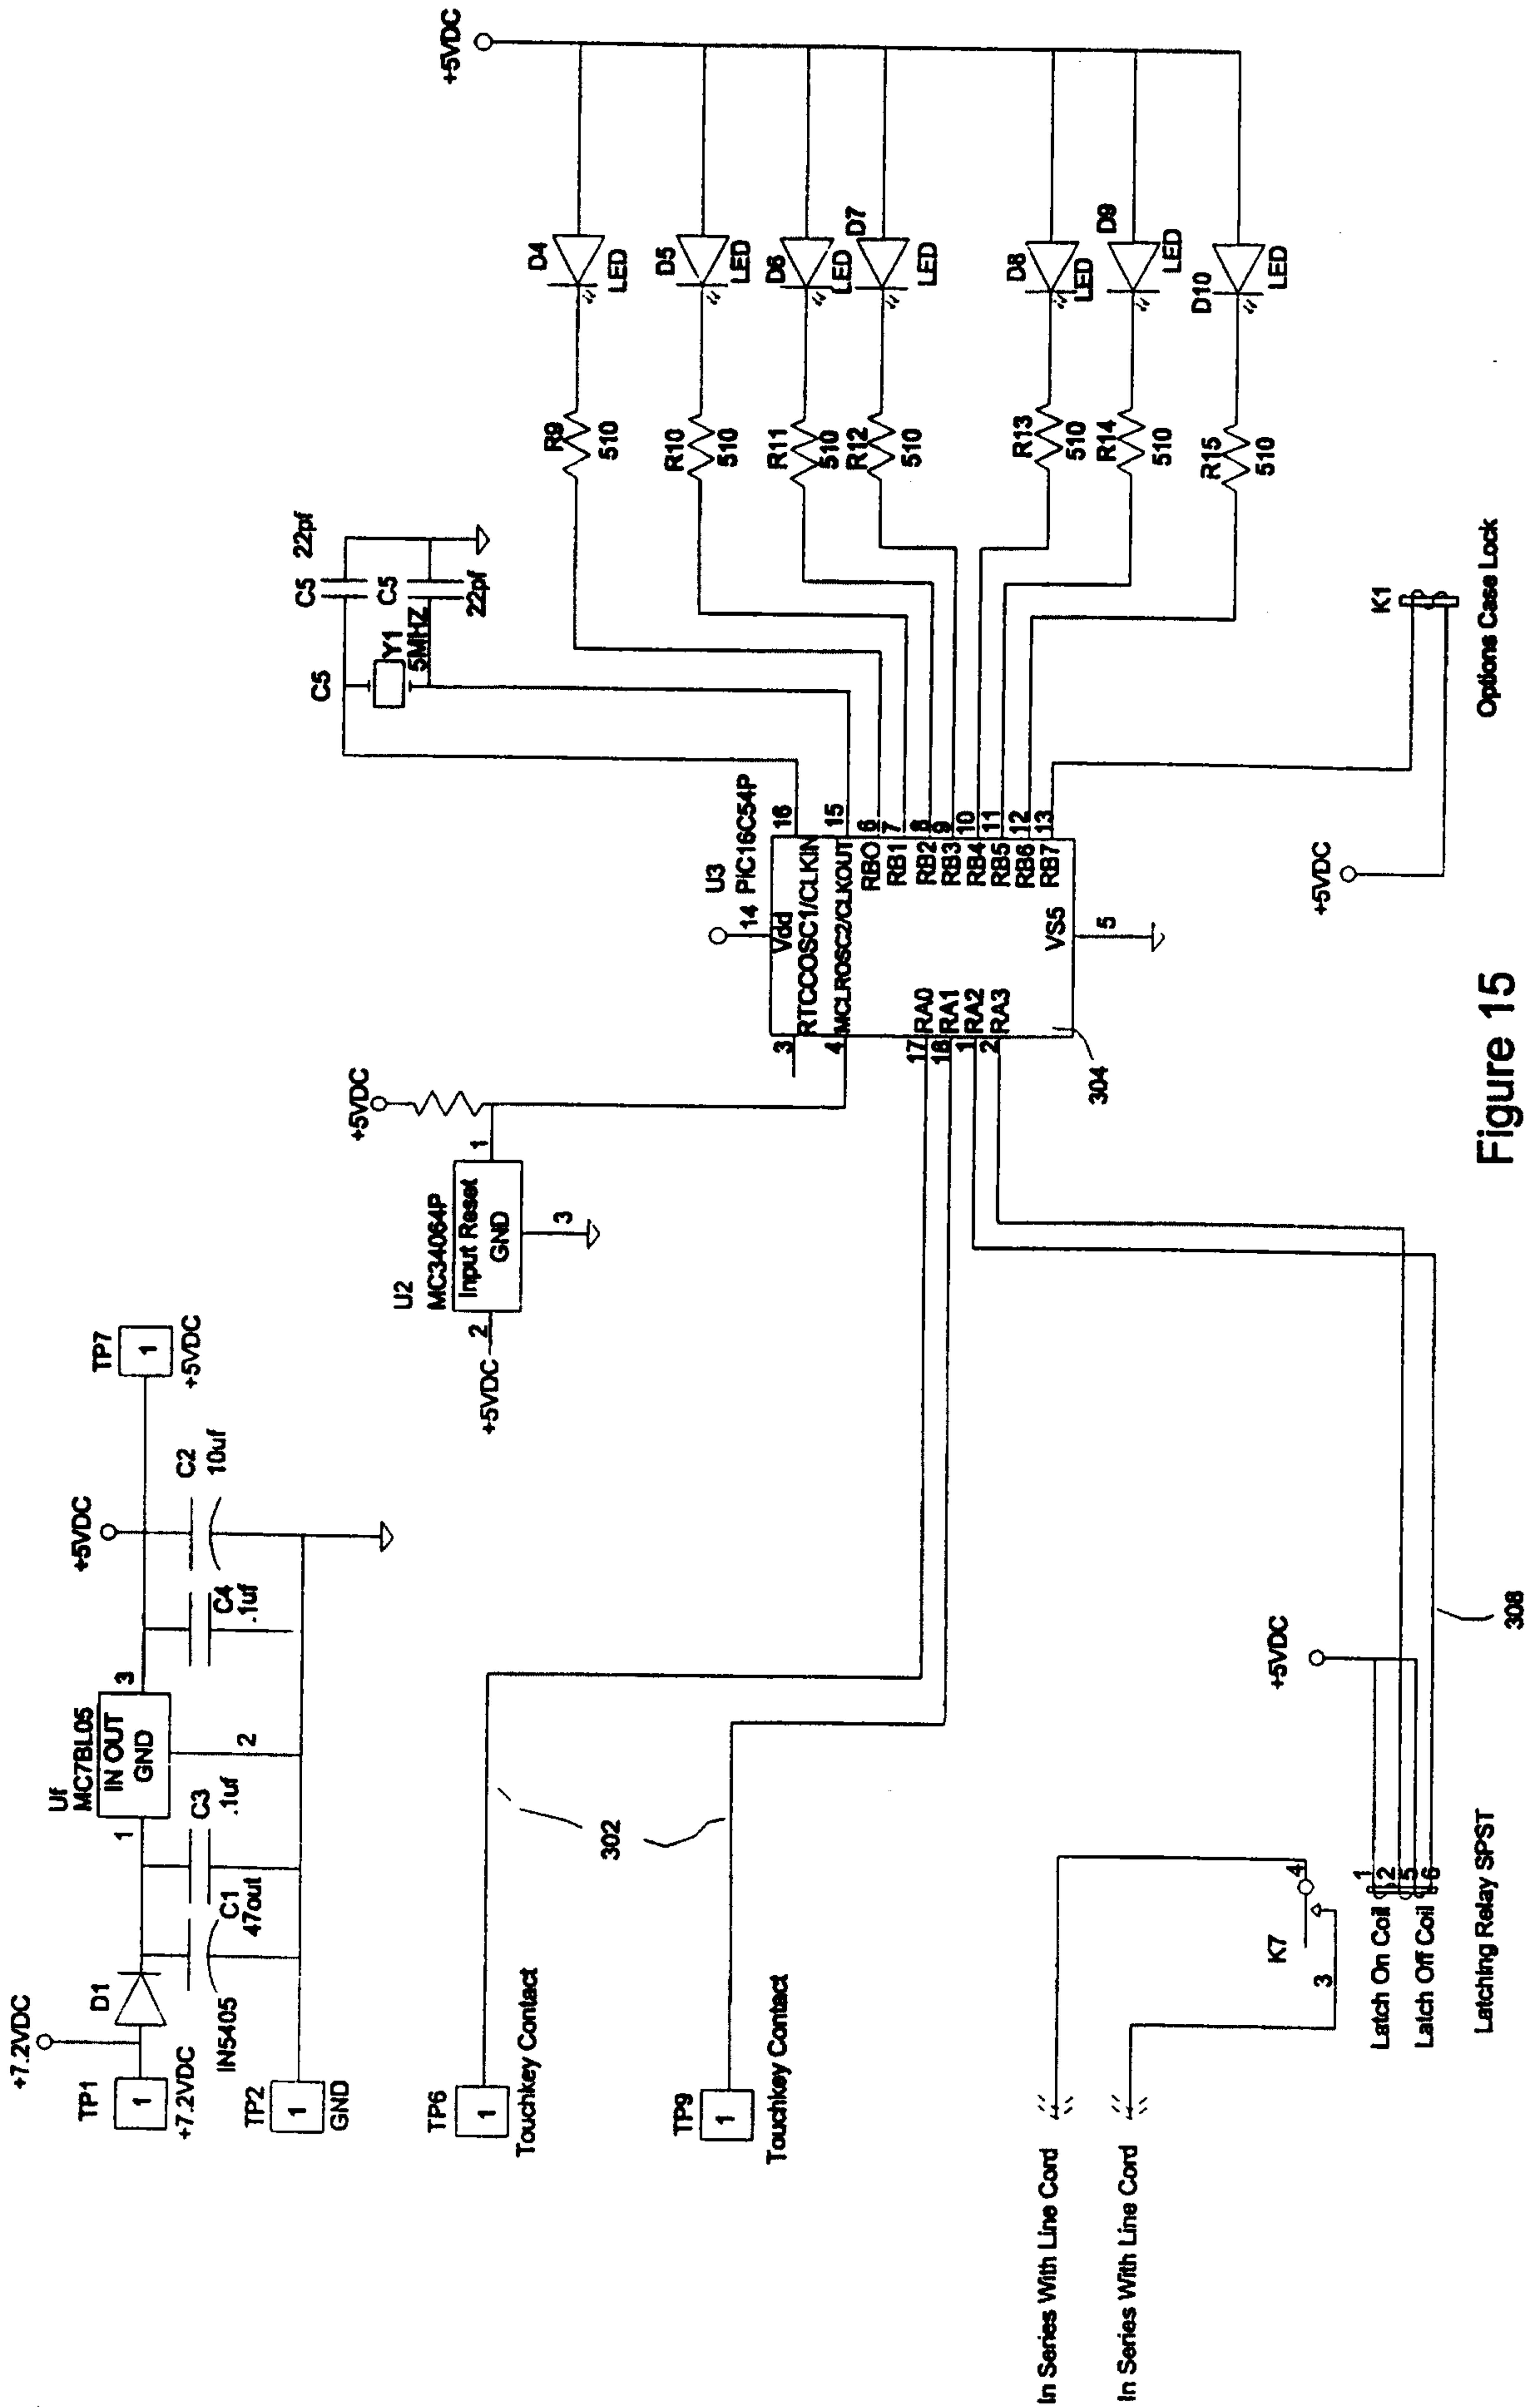 +7.2VDC
TP1
1
+7.2VDC
D1
IN5405
C1
47out
C3
.1uf
Uf
MC7BL05
IN OUT
GND
1
2
3
C4
.1uf
+5VDC
C2
10uf
TP7
1
+5VDC
TP2
1
GND
U2
MC34064P
Input Reset
GND
+5VDC
2
1
3
+5VDC
TP6
1
Touchkey Contact
TP9
1
Touchkey Contact
302
U3
PIC16C54P
14
Vdd
3
RTCCOSC1/CLKIN
16
4
MCLROSC2/CLKOUT
15
17
RA0
18
RA1
1
RA2
2
RA3
RBO
6
RB1
7
RB2
8
RB3
9
RB4
10
RB5
11
RB6
12
RB7
13
VS5
5
304
C5
Y1
5MHZ
C5
22pf
C5
22pf
+5VDC
R9
510
D4
LED
R10
510
D5
LED
R11
510
D6
LED
R12
510
D7
LED
R13
510
D8
LED
R14
510
D9
LED
R15
510
D10
LED
+5VDC
K1
Options Case Lock
In Series With Line Cord
In Series With Line Cord
K7
3
4
+5VDC
Latch On Coil
1
2
Latch Off Coil
5
6
Latching Relay SPST
308
Figure 15